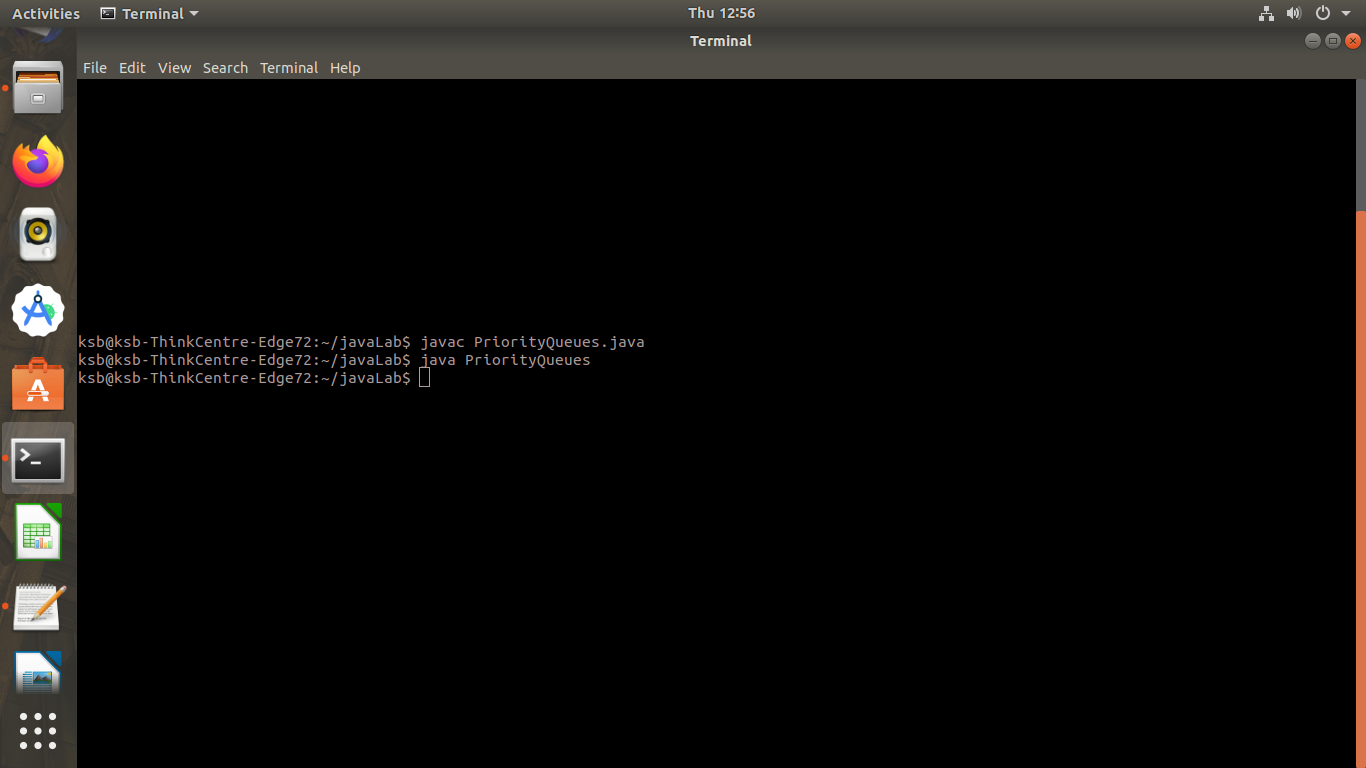 Activities Terminal Thu 12:56
Terminal
File Edit View Search Terminal Help
ksb@ksb-ThinkCentre-Edge72:~/javaLab$ javac PriorityQueues.java
ksb@ksb-ThinkCentre-Edge72:~/javaLab$ java PriorityQueues
ksb@ksb-ThinkCentre-Edge72:~/javaLab$